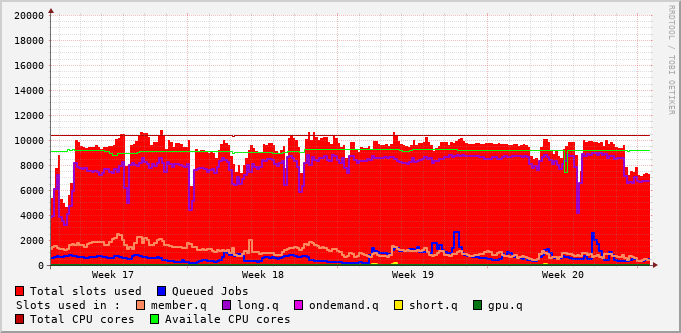 RRDTOOL / TOBI OETIKER
20000
18000
16000
14000
12000
10000
8000
6000
4000
2000
0
Week 17 Week 18 Week 19 Week 20
Total slots used Queued Jobs
Slots used in : member.q long.q ondemand.q short.q gpu.q
Total CPU cores Availale CPU cores